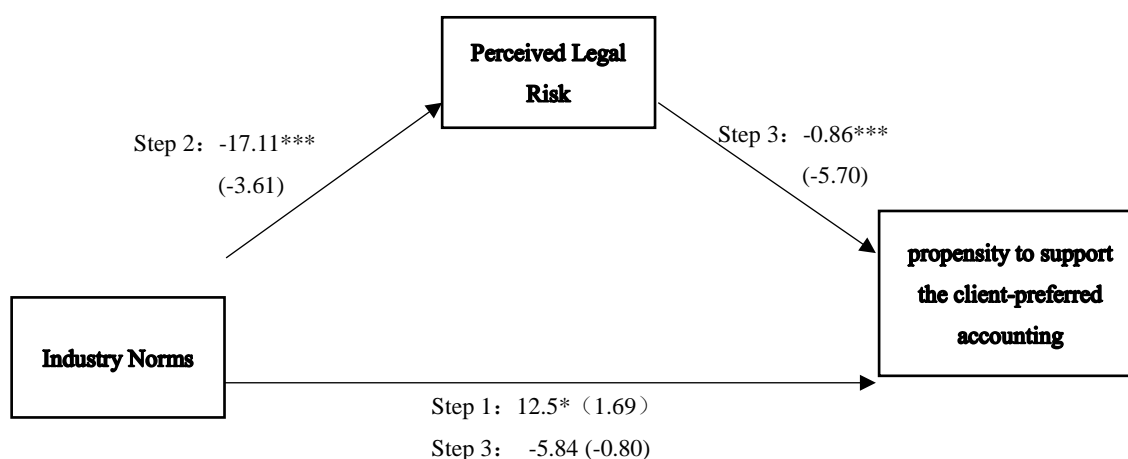 Perceived Legal
Risk
Step 2：-17.11***
(-3.61)
Step 3：-0.86***
(-5.70)
propensity to support
the client-preferred
accounting
Industry Norms
Step 1：12.5*（1.69）
Step 3： -5.84 (-0.80)